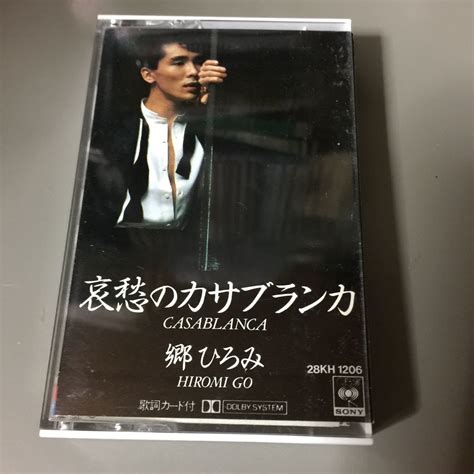 哀愁のカサブランカ
CASABLANCA
郷ひろみ
HIROMI GO
28KH 1206
歌詞カード付 DOLBY SYSTEM
SONY